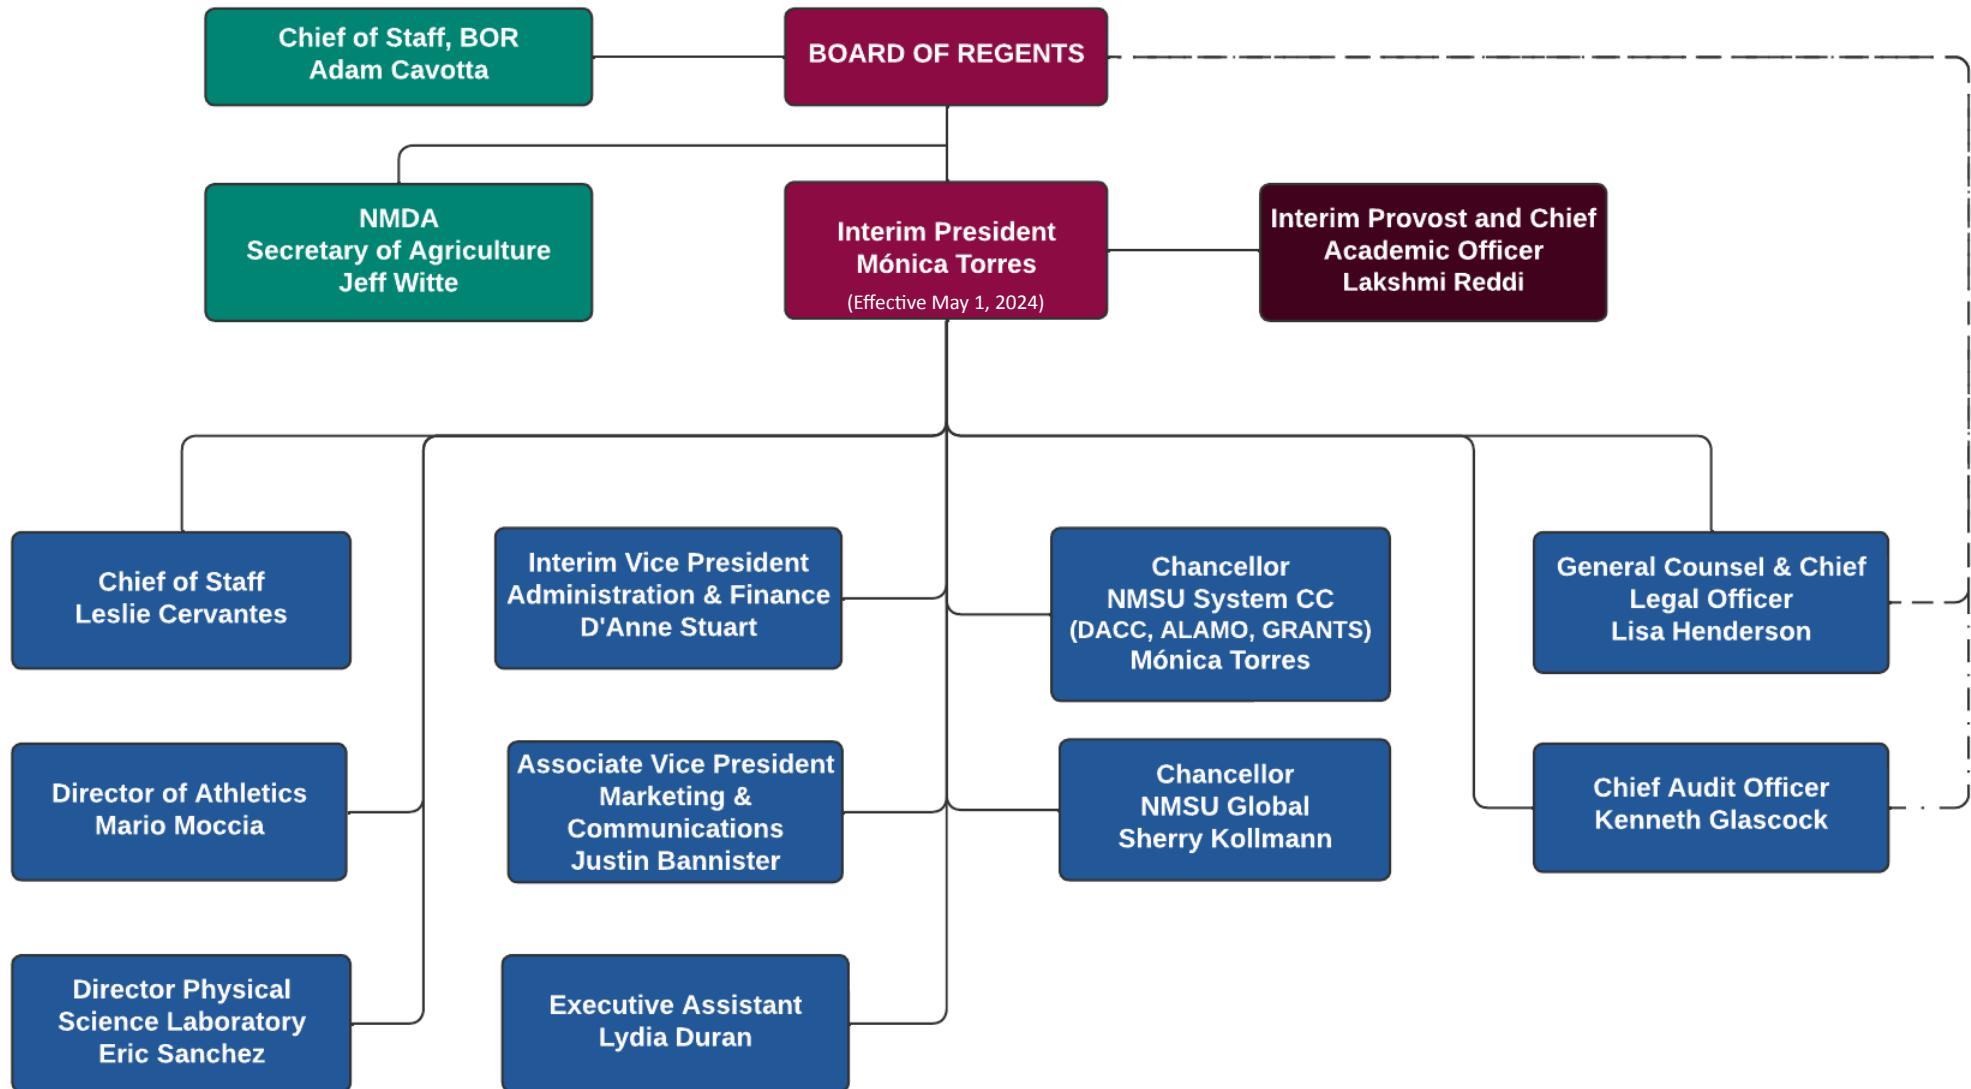 Chief of Staff, BOR
Adam Cavotta
BOARD OF REGENTS
NMDA
Secretary of Agriculture
Jeff Witte
Interim President
Mónica Torres
(Effective May 1, 2024)
Interim Provost and Chief
Academic Officer
Lakshmi Reddi
Chief of Staff
Leslie Cervantes
Interim Vice President
Administration & Finance
D'Anne Stuart
Chancellor
NMSU System CC
(DACC, ALAMO, GRANTS)
Mónica Torres
General Counsel & Chief
Legal Officer
Lisa Henderson
Director of Athletics
Mario Moccia
Associate Vice President
Marketing &
Communications
Justin Bannister
Chancellor
NMSU Global
Sherry Kollmann
Chief Audit Officer
Kenneth Glascock
Director Physical
Science Laboratory
Eric Sanchez
Executive Assistant
Lydia Duran